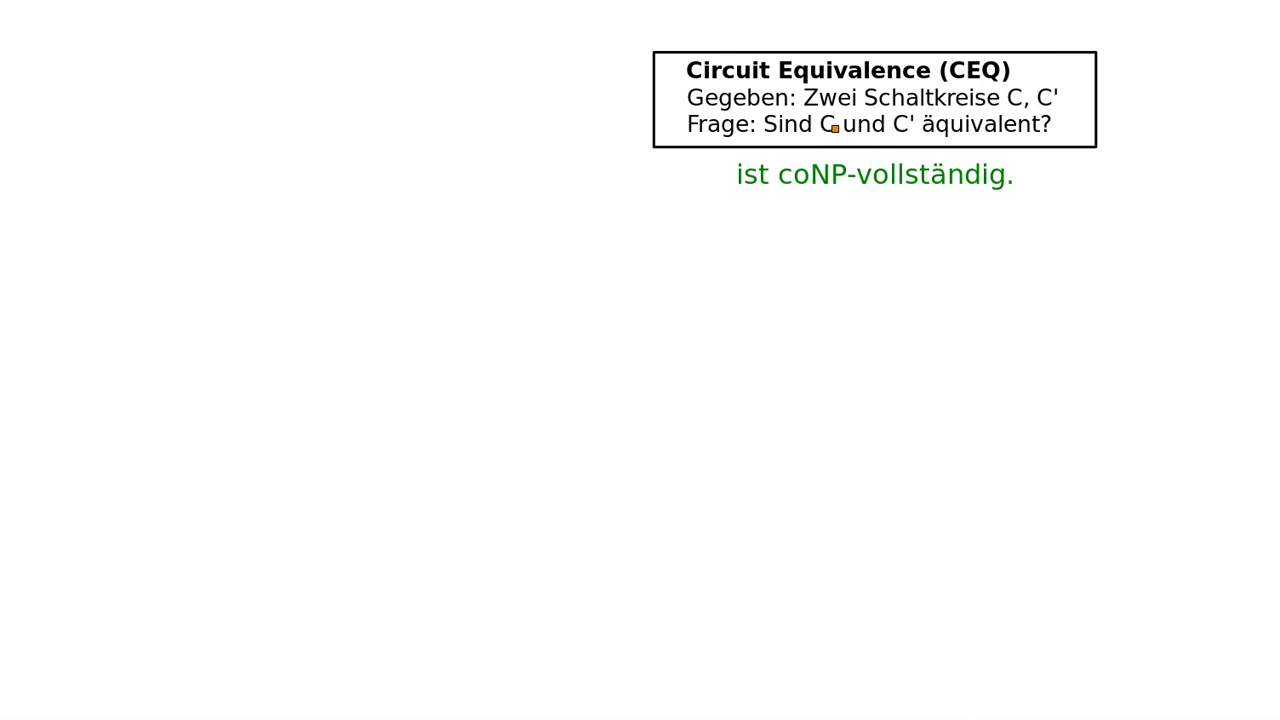 Circuit Equivalence (CEQ)
Gegeben: Zwei Schaltkreise C, C'
Frage: Sind C und C' äquivalent?
ist coNP-vollständig.